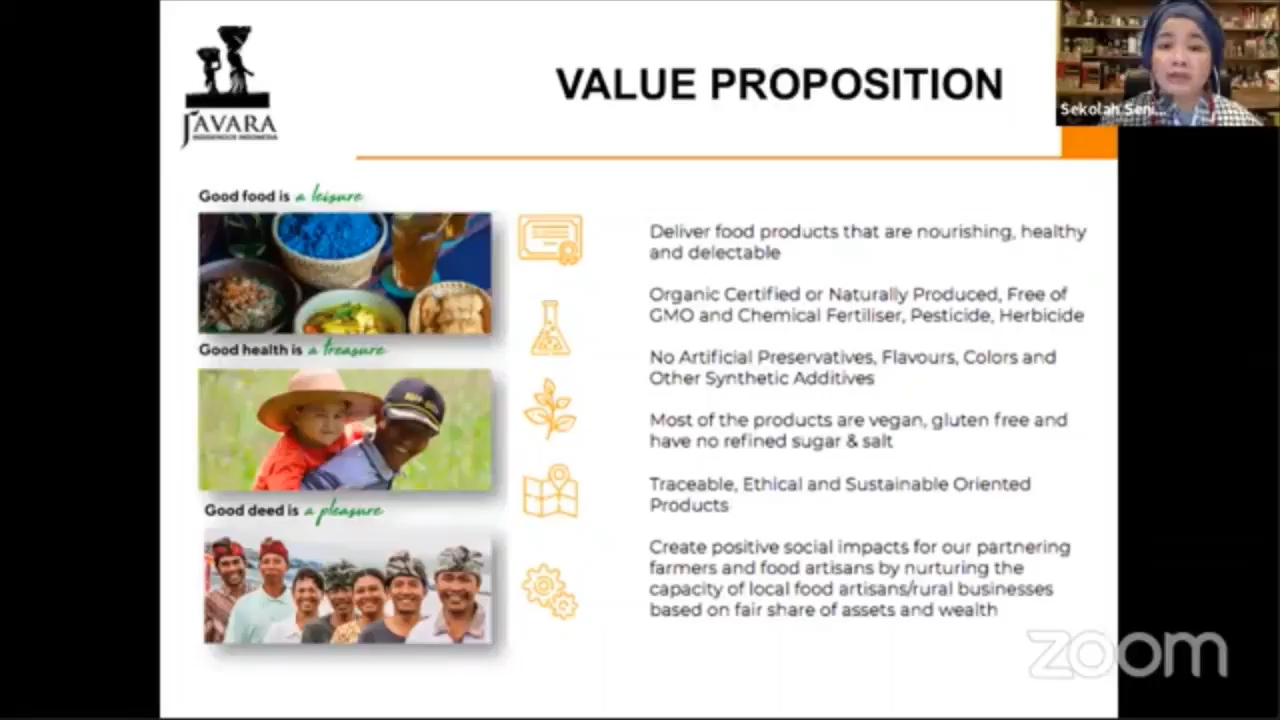 JAVARA
INDIGENOUS INDONESIA
VALUE PROPOSITION
Sekolah Seni...
Good food is a leisure
Good health is a treasure
Good deed is a pleasure
Deliver food products that are nourishing, healthy
and delectable
Organic Certified or Naturally Produced, Free of
GMO and Chemical Fertiliser, Pesticide, Herbicide
No Artificial Preservatives, Flavours, Colors and
Other Synthetic Additives
Most of the products are vegan, gluten free and
have no refined sugar & salt
Traceable, Ethical and Sustainable Oriented
Products
Create positive social impacts for our partnering
farmers and food artisans by nurturing the
capacity of local food artisans/rural businesses
based on fair share of assets and wealth
zoom